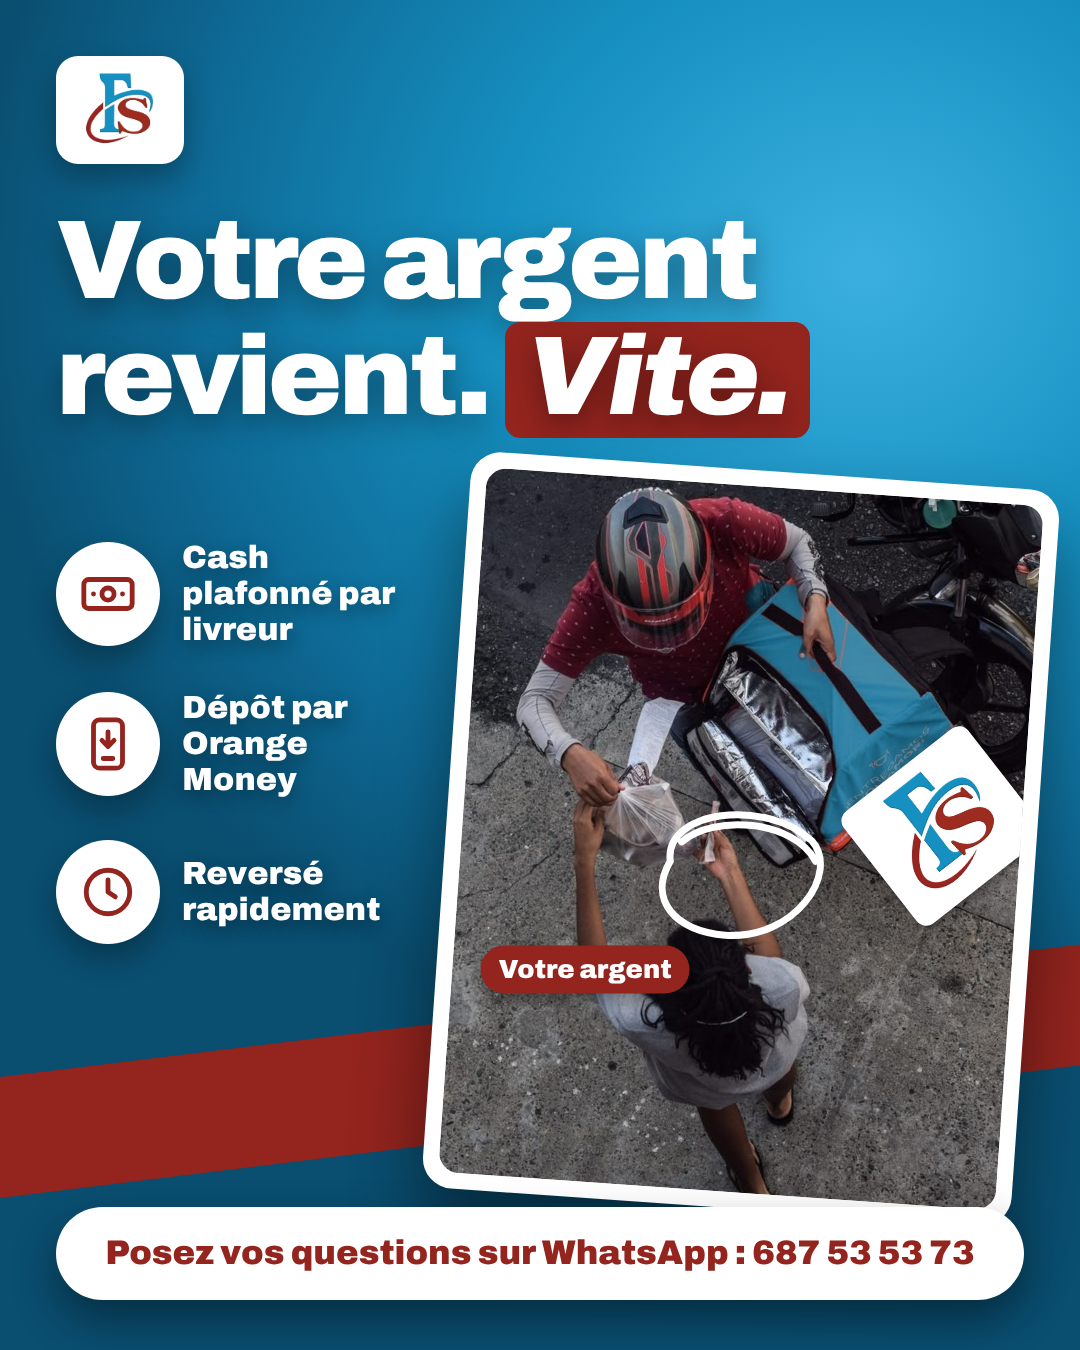 FS
Votre argent
revient. Vite.
Cash
plafonné par
livreur
Dépôt par
Orange
Money
Reversé
rapidement
FS
Votre argent
Posez vos questions sur WhatsApp : 687 53 53 73